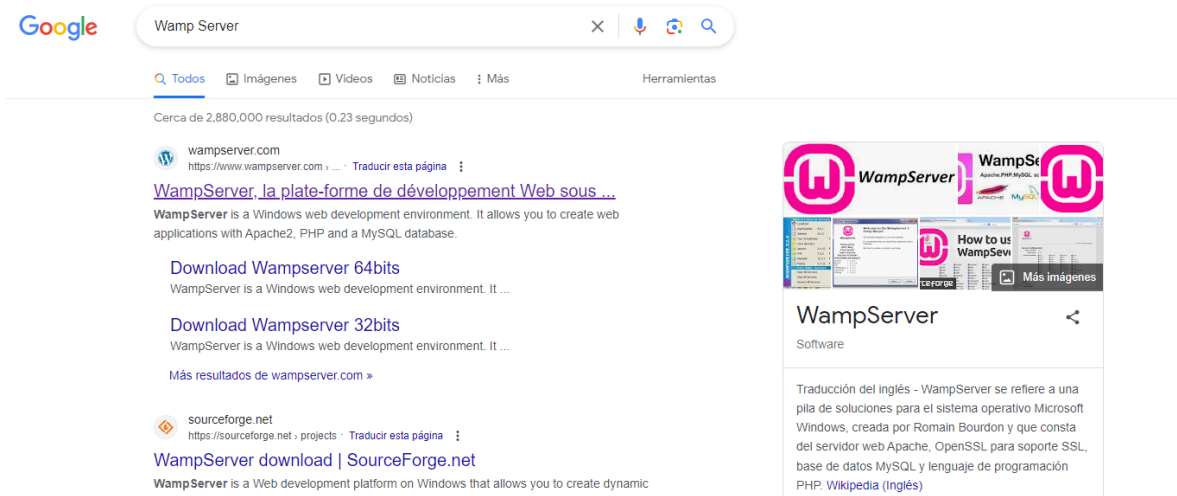 Google
Wamp Server
Todos
Imágenes
Videos
Noticias
Más
Herramientas
Cerca de 2,880,000 resultados (0.23 segundos)
wampserver.com
https://www.wampserver.com › ... · Traducir esta página
WampServer, la plate-forme de développement Web sous ...
WampServer is a Windows web development environment. It allows you to create web
applications with Apache2, PHP and a MySQL database.
Download Wampserver 64bits
WampServer is a Windows web development environment. It ...
Download Wampserver 32bits
WampServer is a Windows web development environment. It ...
Más resultados de wampserver.com »
sourceforge.net
https://sourceforge.net › projects · Traducir esta página
WampServer download | SourceForge.net
WampServer is a Web development platform on Windows that allows you to create dynamic
WampServer
WampSe
Apache,PHP,MySQL
APACHE
How to us
WampServe
Más imágenes
WampServer
Software
Traducción del inglés - WampServer se refiere a una
pila de soluciones para el sistema operativo Microsoft
Windows, creada por Romain Bourdon y que consta
del servidor web Apache, OpenSSL para soporte SSL,
base de datos MySQL y lenguaje de programación
PHP. Wikipedia (Inglés)